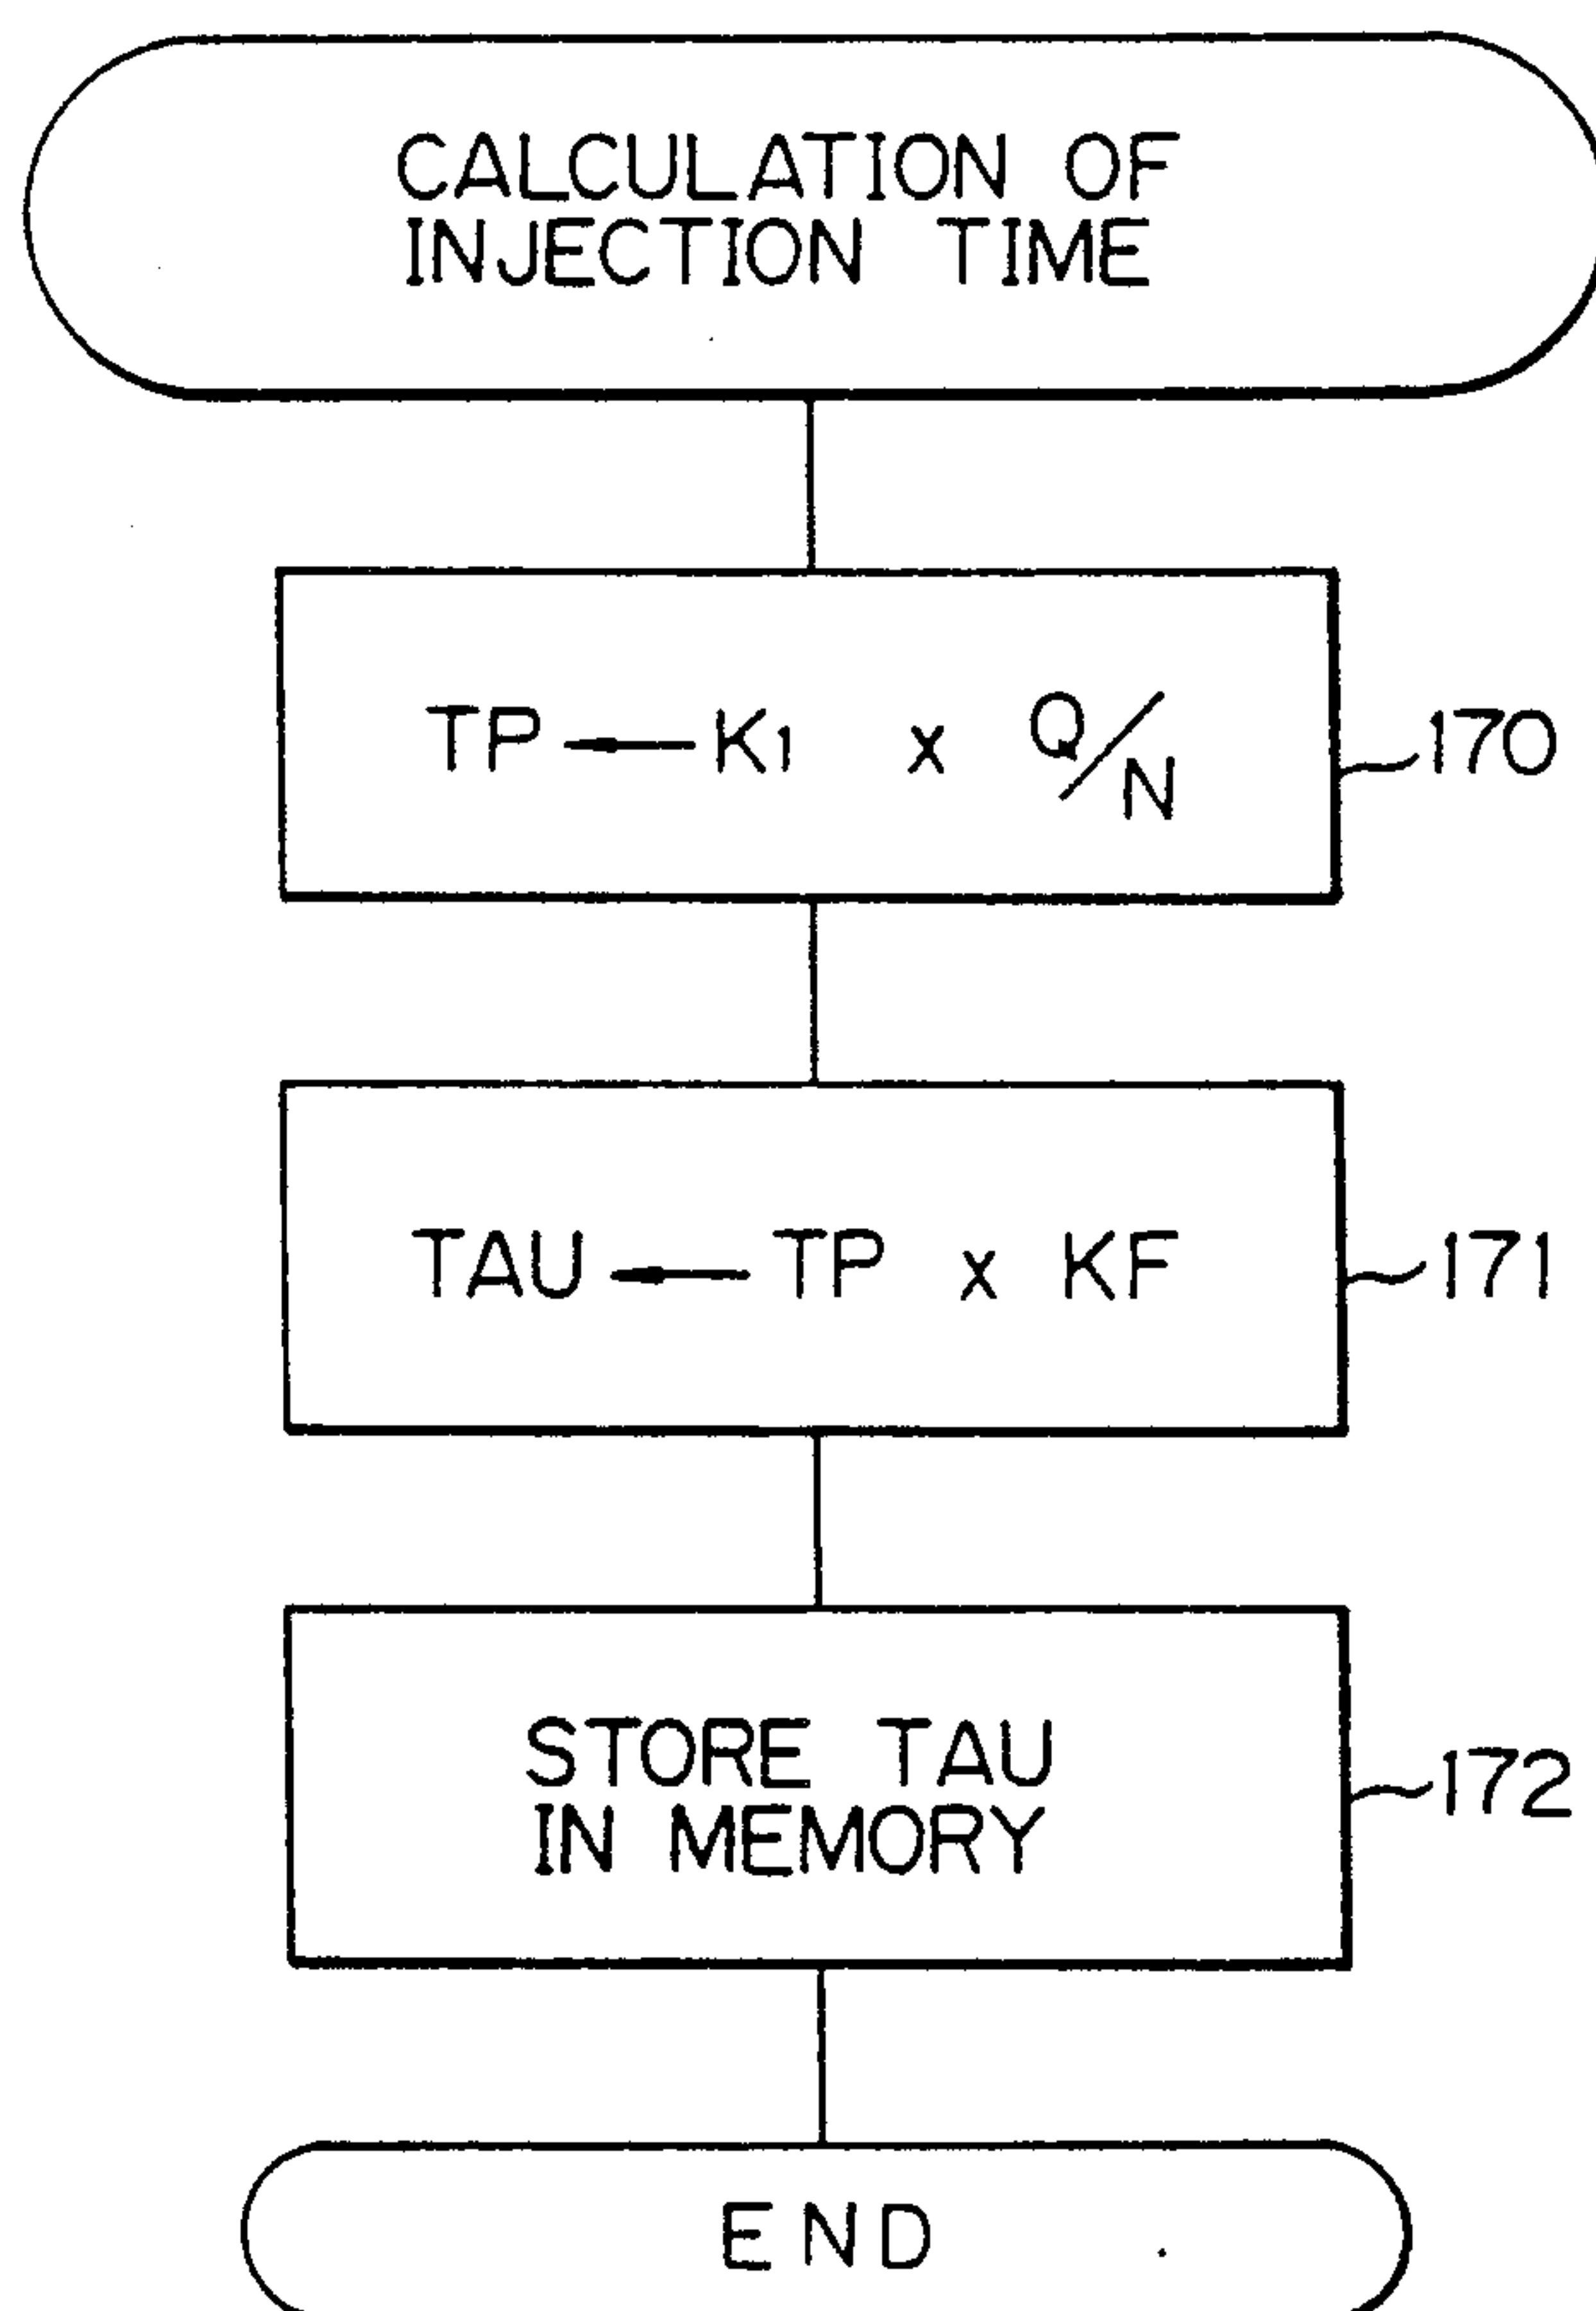 CALCULATION OF
INJECTION TIME
TP ← K1 x Q/N
170
TAU ← TP x KF
171
STORE TAU
IN MEMORY
172
END